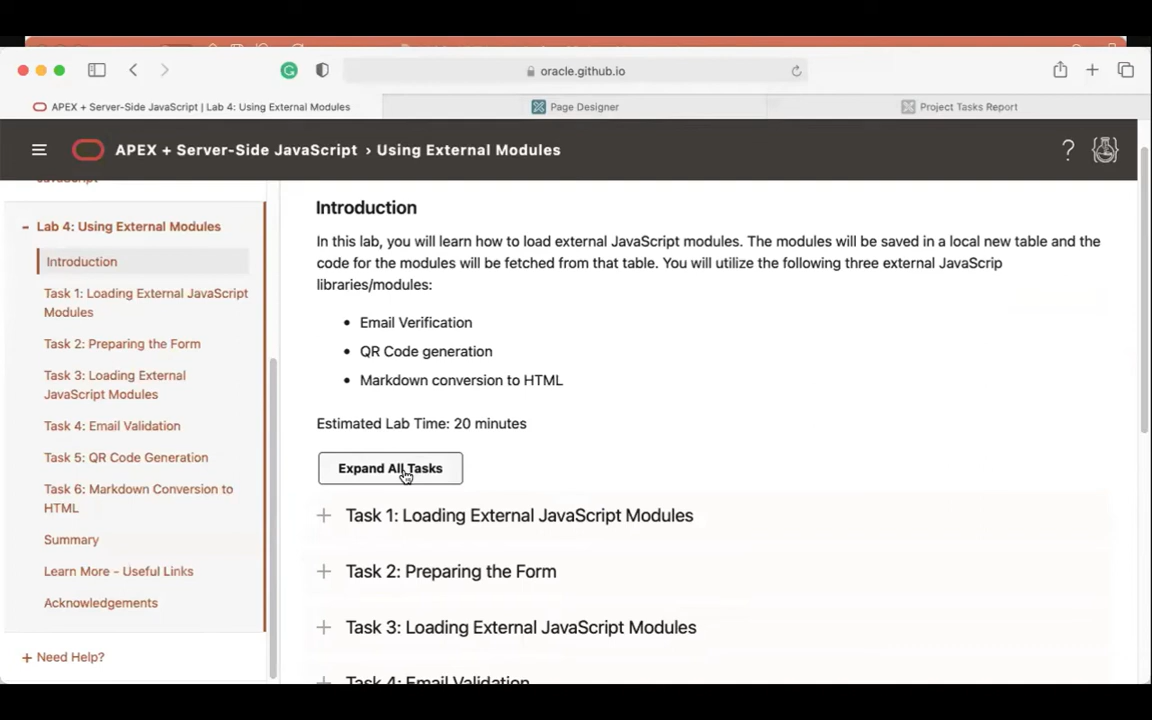 oracle.github.io
APEX + Server-Side JavaScript | Lab 4: Using External Modules
Page Designer
Project Tasks Report
APEX + Server-Side JavaScript › Using External Modules
?
JavaScript
- Lab 4: Using External Modules
Introduction
Task 1: Loading External JavaScript
Modules
Task 2: Preparing the Form
Task 3: Loading External
JavaScript Modules
Task 4: Email Validation
Task 5: QR Code Generation
Task 6: Markdown Conversion to
HTML
Summary
Learn More - Useful Links
Acknowledgements
+ Need Help?
Introduction
In this lab, you will learn how to load external JavaScript modules. The modules will be saved in a local new table and the
code for the modules will be fetched from that table. You will utilize the following three external JavaScrip
libraries/modules:
• Email Verification
• QR Code generation
• Markdown conversion to HTML
Estimated Lab Time: 20 minutes
Expand All Tasks
+ Task 1: Loading External JavaScript Modules
+ Task 2: Preparing the Form
+ Task 3: Loading External JavaScript Modules
+ Task 4: Email Validation